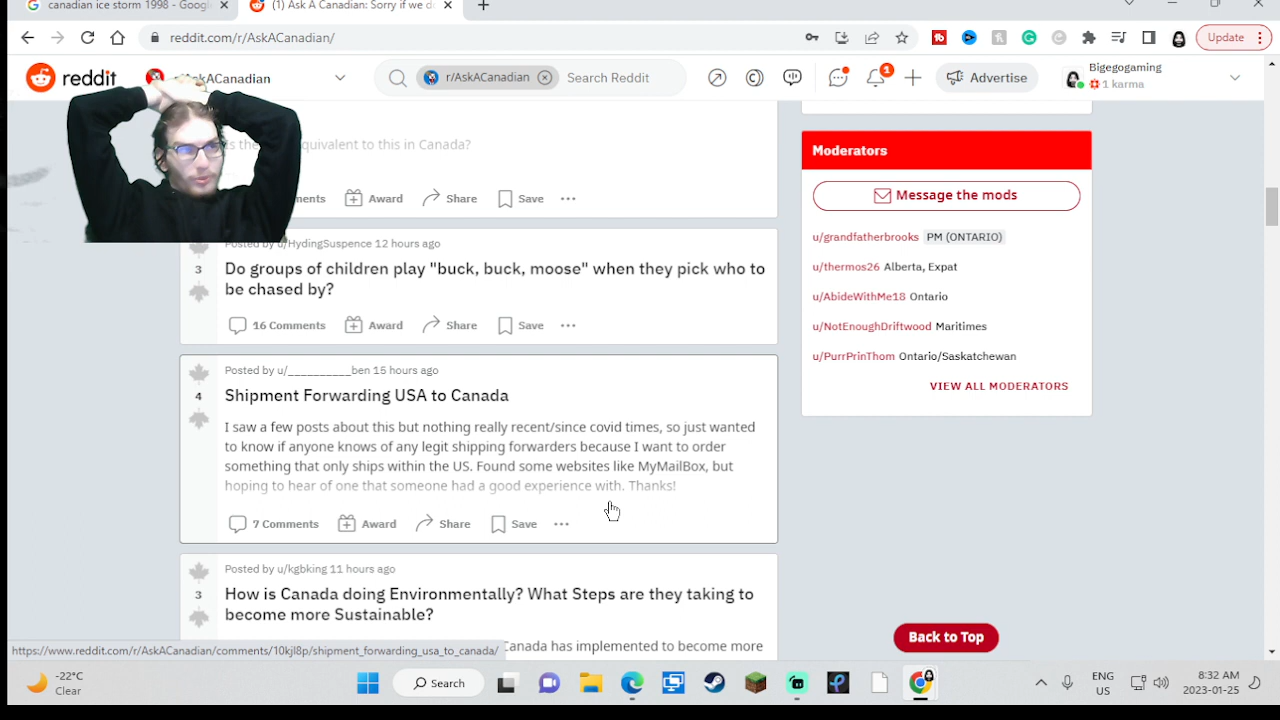 canadian ice storm 1998 - Googl
(1) Ask A Canadian: Sorry if we d
reddit.com/r/AskACanadian/
Update
reddit
AskACanadian
r/AskACanadian
Search Reddit
1
Advertise
Bigegogaming
1 karma
equivalent to this in Canada?
Award
Share
Save
Posted by u/HydingSuspence 12 hours ago
3
Do groups of children play "buck, buck, moose" when they pick who to
be chased by?
16 Comments
Award
Share
Save
Posted by u/__________ben 15 hours ago
4
Shipment Forwarding USA to Canada
I saw a few posts about this but nothing really recent/since covid times, so just wanted
to know if anyone knows of any legit shipping forwarders because I want to order
something that only ships within the US. Found some websites like MyMailBox, but
hoping to hear of one that someone had a good experience with. Thanks!
7 Comments
Award
Share
Save
Posted by u/kgbking 11 hours ago
3
How is Canada doing Environmentally? What Steps are they taking to
become more Sustainable?
Canada has implemented to become more
Moderators
Message the mods
u/grandfatherbrooks PM (ONTARIO)
u/thermos26 Alberta, Expat
u/AbideWithMe18 Ontario
u/NotEnoughDriftwood Maritimes
u/PurrPrinThom Ontario/Saskatchewan
VIEW ALL MODERATORS
Back to Top
https://www.reddit.com/r/AskACanadian/comments/10kjl8p/shipment_forwarding_usa_to_canada/
-22°C
Clear
Search
ENG
US
8:32 AM
2023-01-25